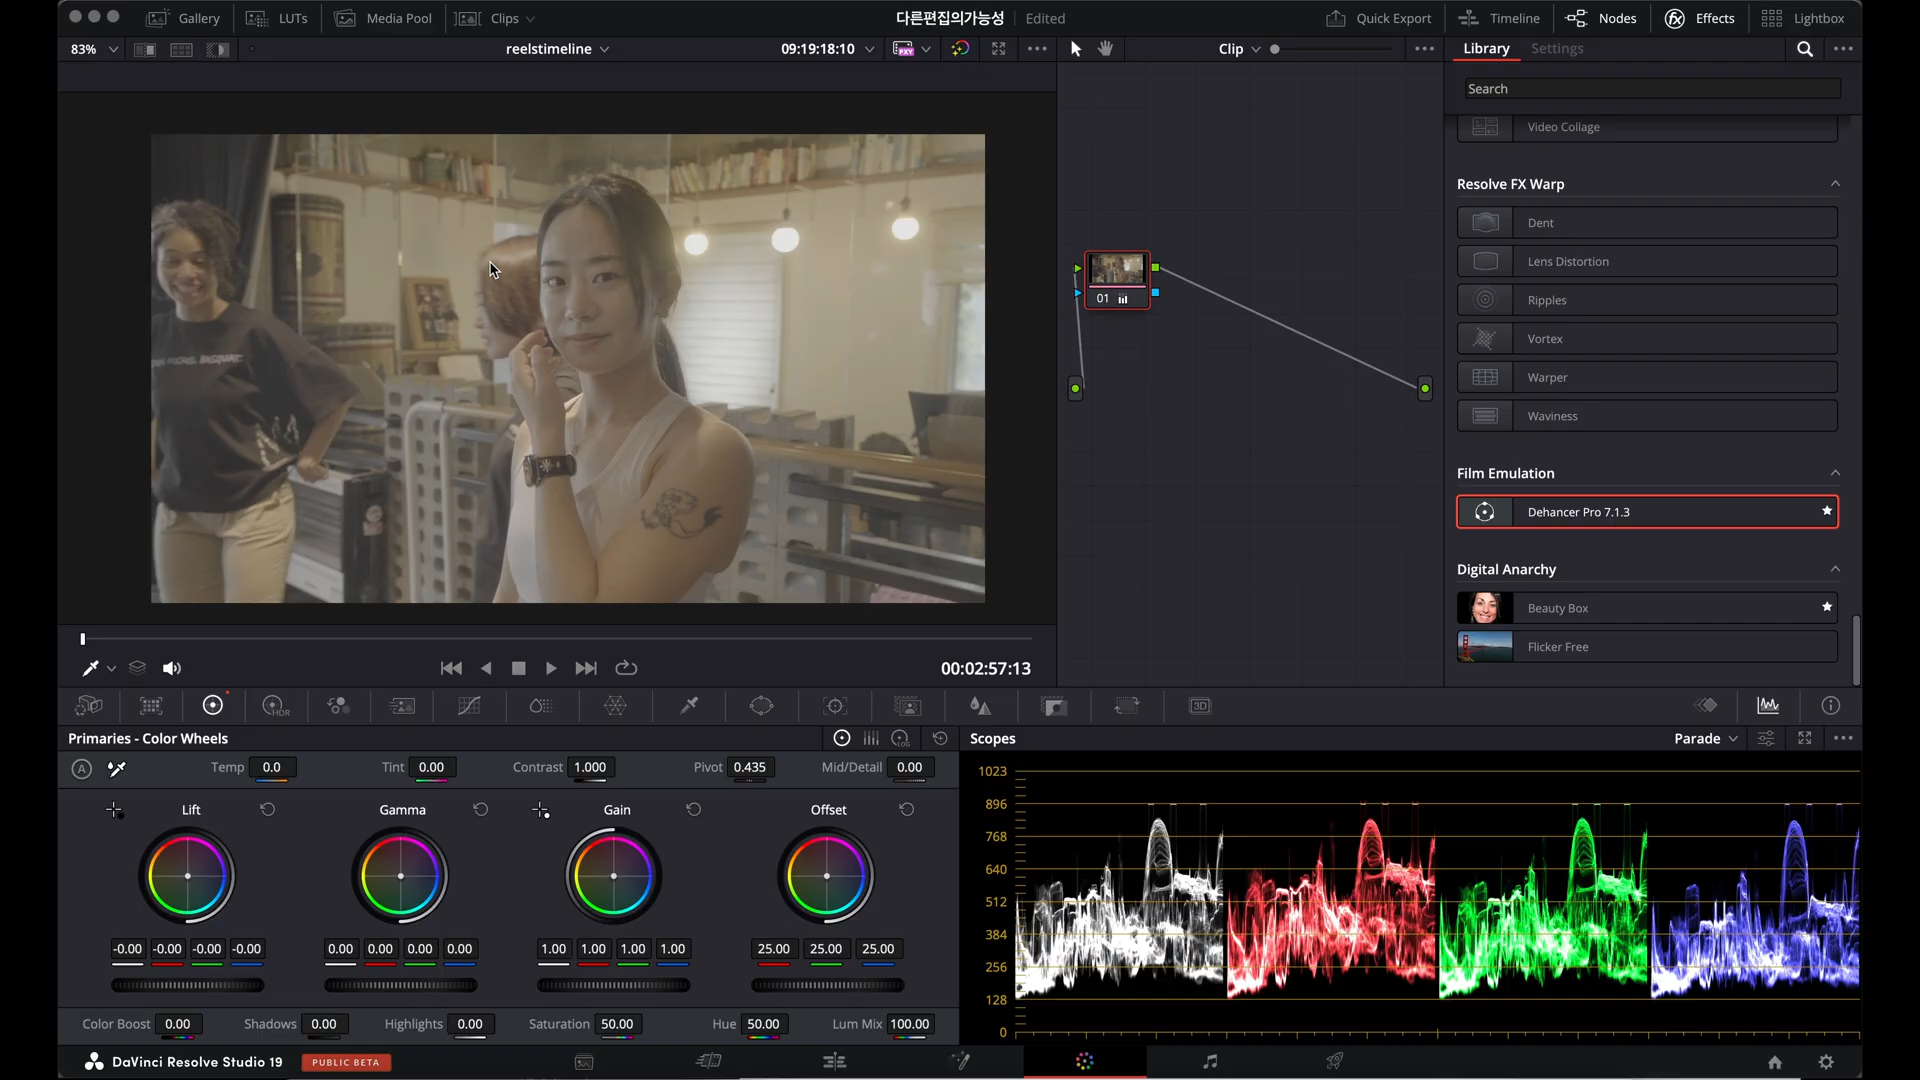 Gallery LUTs Media Pool Clips 다른편집의가능성 Edited Quick Export Timeline Nodes Effects Lightbox
83% reelstimeline 09:19:18:10 PXY Clip Library Settings
Search
Video Collage
Resolve FX Warp
Dent
Lens Distortion
Ripples
Vortex
Warper
Waviness
Film Emulation
Dehancer Pro 7.1.3
Digital Anarchy
Beauty Box
Flicker Free
01
00:02:57:13
HDR
3D
Primaries - Color Wheels
LOG
Scopes
Parade
A
Temp 0.0 Tint 0.00 Contrast 1.000 Pivot 0.435 Mid/Detail 0.00
Lift Gamma Gain Offset
-0.00 -0.00 -0.00 -0.00 0.00 0.00 0.00 0.00 1.00 1.00 1.00 1.00 25.00 25.00 25.00
Color Boost 0.00 Shadows 0.00 Highlights 0.00 Saturation 50.00 Hue 50.00 Lum Mix 100.00
1023
896
768
640
512
384
256
128
0
DaVinci Resolve Studio 19 PUBLIC BETA